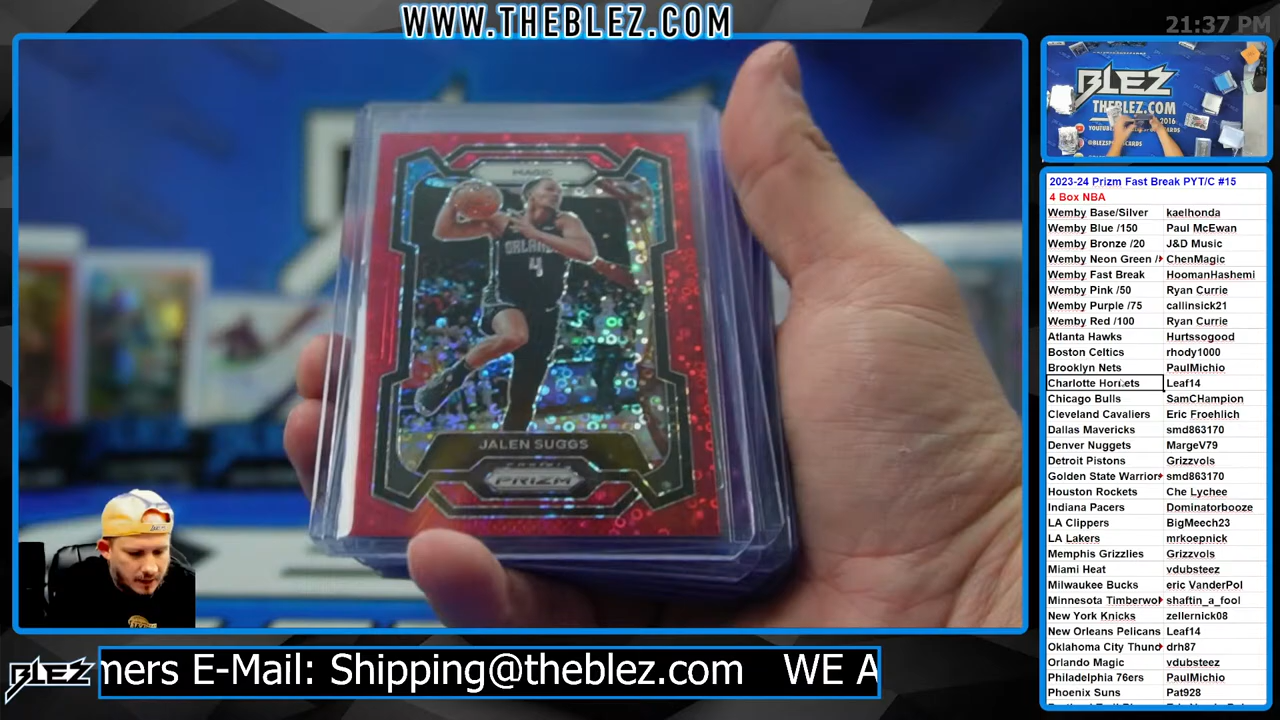 WWW.THEBLEZ.COM
21:37 PM
MAGIC
ORLANDO
4
JALEN SUGGS
PANINI
PRIZM
BLEZ
THEBLEZ.COM
2016
2023-24 Prizm Fast Break PYT/C #15
4 Box NBA
Wemby Base/Silver kaelhonda
Wemby Blue /150 Paul McEwan
Wemby Bronze /20 J&D Music
Wemby Neon Green / ChenMagic
Wemby Fast Break HoomanHashemi
Wemby Pink /50 Ryan Currie
Wemby Purple /75 callinsick21
Wemby Red /100 Ryan Currie
Atlanta Hawks Hurtssogood
Boston Celtics rhody1000
Brooklyn Nets PaulMichio
Charlotte Hornets Leaf14
Chicago Bulls SamCHampion
Cleveland Cavaliers Eric Froehlich
Dallas Mavericks smd863170
Denver Nuggets MargeV79
Detroit Pistons Grizzvols
Golden State Warrior smd863170
Houston Rockets Che Lychee
Indiana Pacers Dominatorbooze
LA Clippers BigMeech23
LA Lakers mrkoepnick
Memphis Grizzlies Grizzvols
Miami Heat vdubsteez
Milwaukee Bucks eric VanderPol
Minnesota Timberwo shaftin_a_fool
New York Knicks zellernick08
New Orleans Pelicans Leaf14
Oklahoma City Thund drh87
Orlando Magic vdubsteez
Philadelphia 76ers PaulMichio
Phoenix Suns Pat928
BLEZ
mers E-Mail: Shipping@theblez.com WE A